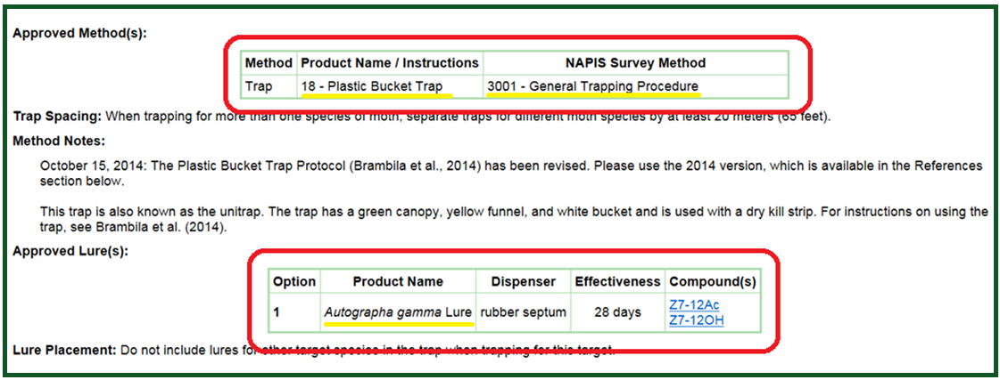 Approved Method(s):
Method Product Name / Instructions NAPIS Survey Method
Trap 18 - Plastic Bucket Trap 3001 - General Trapping Procedure
Trap Spacing: When trapping for more than one species of moth, separate traps for different moth species by at least 20 meters (65 feet).
Method Notes:
October 15, 2014: The Plastic Bucket Trap Protocol (Brambila et al., 2014) has been revised. Please use the 2014 version, which is available in the References
section below.
This trap is also known as the unitrap. The trap has a green canopy, yellow funnel, and white bucket and is used with a dry kill strip. For instructions on using the
trap, see Brambila et al. (2014).
Approved Lure(s):
Option Product Name Dispenser Effectiveness Compound(s)
1 Autographa gamma Lure rubber septum 28 days Z7-12Ac
Z7-12OH
Lure Placement: Do not include lures for other target species in the trap when trapping for this target.